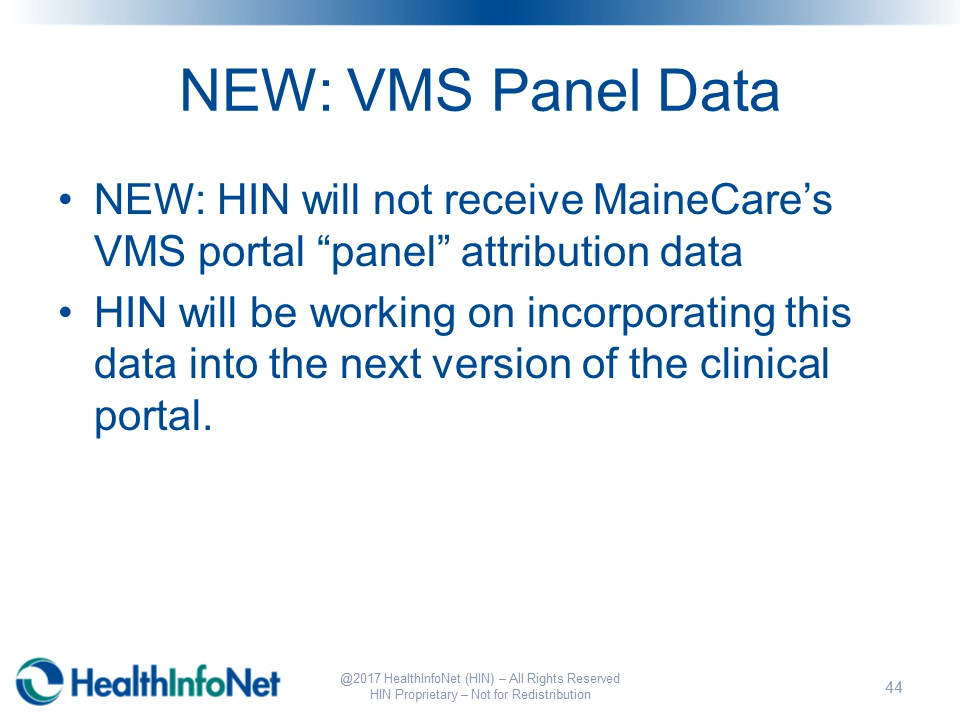 NEW: VMS Panel Data
• NEW: HIN will not receive MaineCare’s
VMS portal “panel” attribution data
• HIN will be working on incorporating this
data into the next version of the clinical
portal.
HealthInfoNet
@2017 HealthInfoNet (HIN) – All Rights Reserved
HIN Proprietary – Not for Redistribution
44